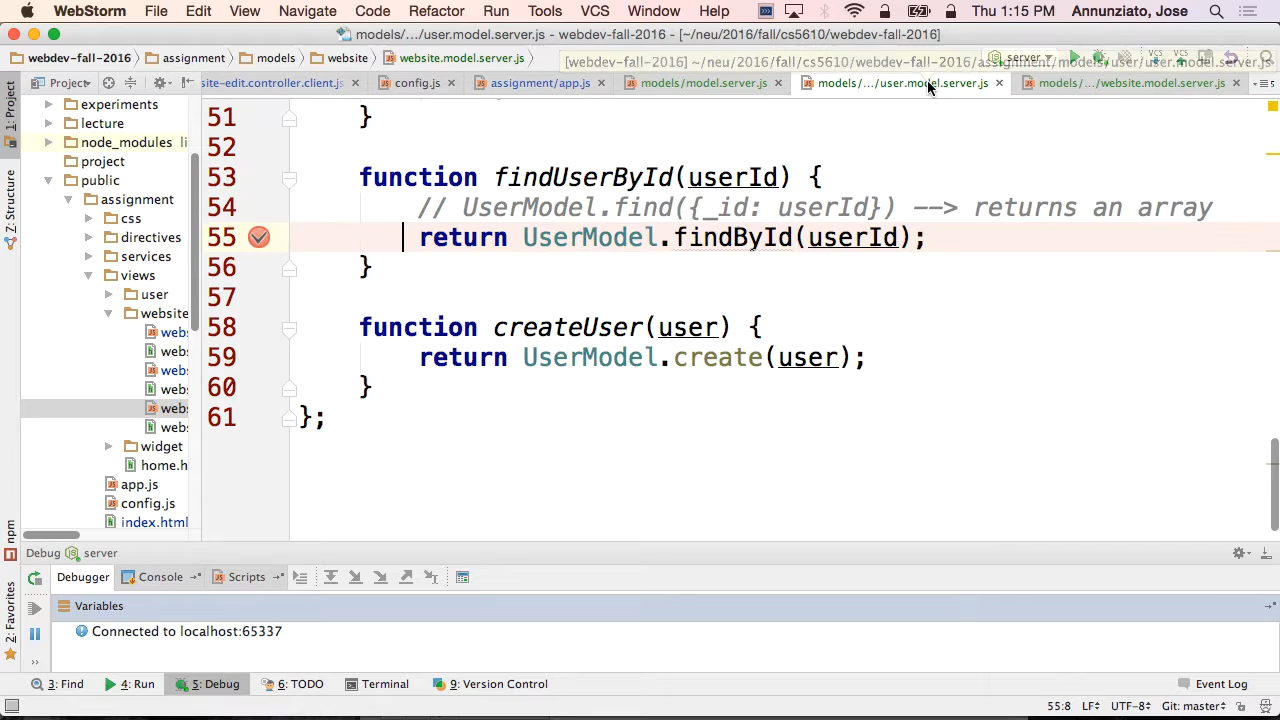 WebStorm File Edit View Navigate Code Refactor Run Tools VCS Window Help Thu 1:15 PM Annunziato, Jose
models/.../user.model.server.js - webdev-fall-2016 - [~/neu/2016/fall/cs5610/webdev-fall-2016]
webdev-fall-2016 assignment models website website.model.server.js server
[webdev-fall-2016] ~/neu/2016/fall/cs5610/webdev-fall-2016/assignment/models/user/user.model.server.js
Project site-edit.controller.client.js config.js assignment/app.js models/model.server.js models/.../user.model.server.js models/.../website.model.server.js
1: Project
Z: Structure
npm
2: Favorites
experiments
lecture
node_modules li
project
public
assignment
css
directives
services
views
user
website
webs
webs
webs
webs
webs
webs
widget
home.h
app.js
config.js
index.html
51 }
52
53 function findUserById(userId) {
54 // UserModel.find({_id: userId}) --> returns an array
55 return UserModel.findById(userId);
56 }
57
58 function createUser(user) {
59 return UserModel.create(user);
60 }
61 };
Debug server
Debugger Console Scripts
Variables
Connected to localhost:65337
3: Find 4: Run 5: Debug 6: TODO Terminal 9: Version Control Event Log
55:8 LF÷ UTF-8÷ Git: master÷